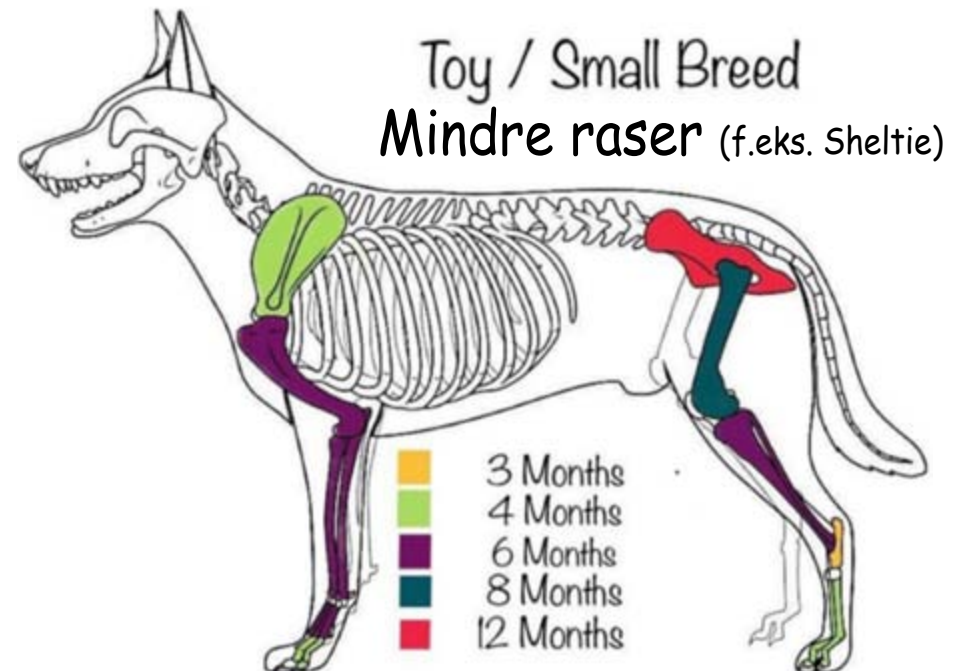 Toy / Small Breed
Mindre raser (f.eks. Sheltie)
3 Months
4 Months
6 Months
8 Months
12 Months